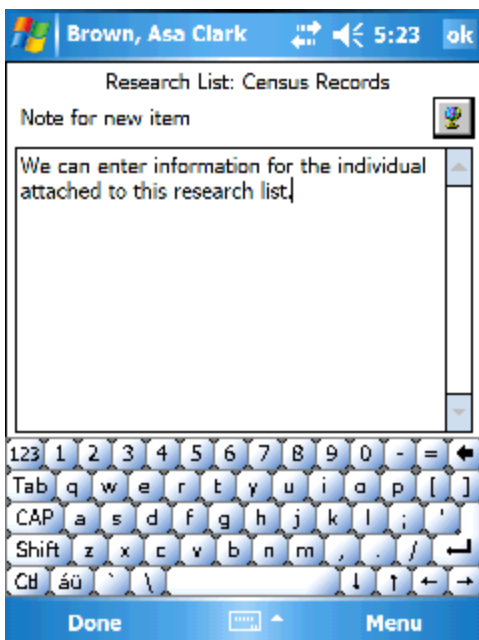 Brown, Asa Clark 5:23 ok
Research List: Census Records
Note for new item
We can enter information for the individual
attached to this research list.
123 1 2 3 4 5 6 7 8 9 0 - =
Tab q w e r t y u i o p [ ]
CAP a s d f g h j k l ; '
Shift z x c v b n m , . /
Ctl áü ` \
Done Menu